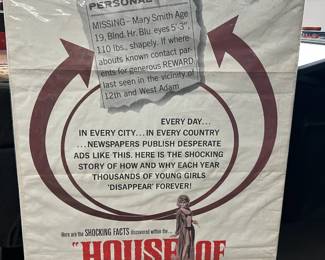 PERSONAL
MISSING – Mary Smith Age
19, Blnd. Hr. Blu eyes 5'-3"
110 lbs., shapely. If where
abouts known contact par
ents for generous REWARD
last seen in the vicinity of
12th and West Adam
EVERY DAY...
IN EVERY CITY...IN EVERY COUNTRY
...NEWSPAPERS PUBLISH DESPERATE
ADS LIKE THIS. HERE IS THE SHOCKING
STORY OF HOW AND WHY EACH YEAR
THOUSANDS OF YOUNG GIRLS
'DISAPPEAR' FOREVER!
Here are the SHOCKING FACTS discovered within the...
"HOUSE OF